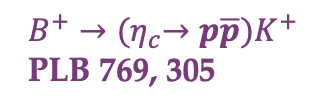 B⁺ → (η_c → pp̄)K⁺
PLB 769, 305